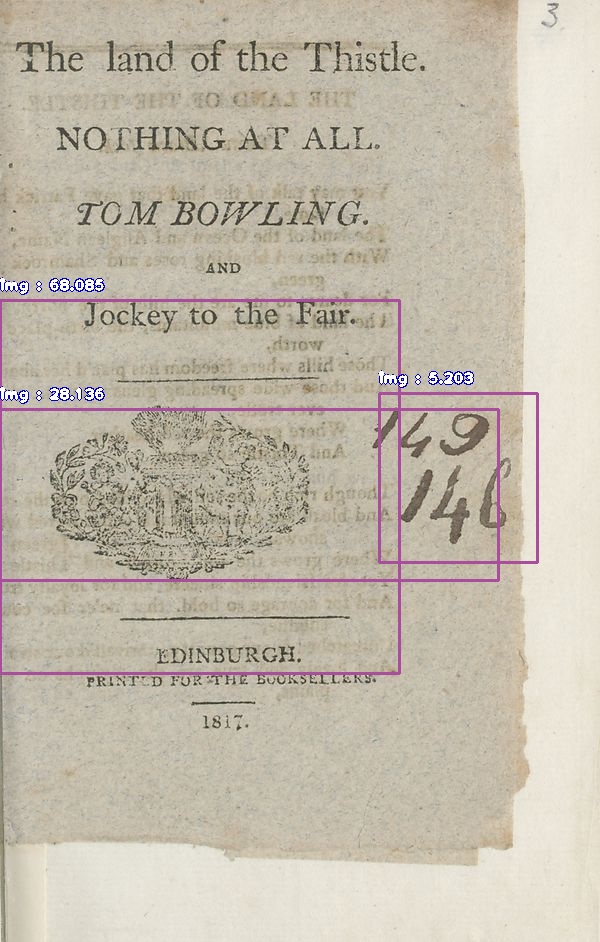 3.
The land of the Thistle.
NOTHING AT ALL.
TOM BOWLING.
AND
img : 68.085
Jockey to the Fair.
img : 5.203
img : 28.136
149
146
EDINBURGH.
PRINTED FOR THE BOOKSELLERS.
1817.